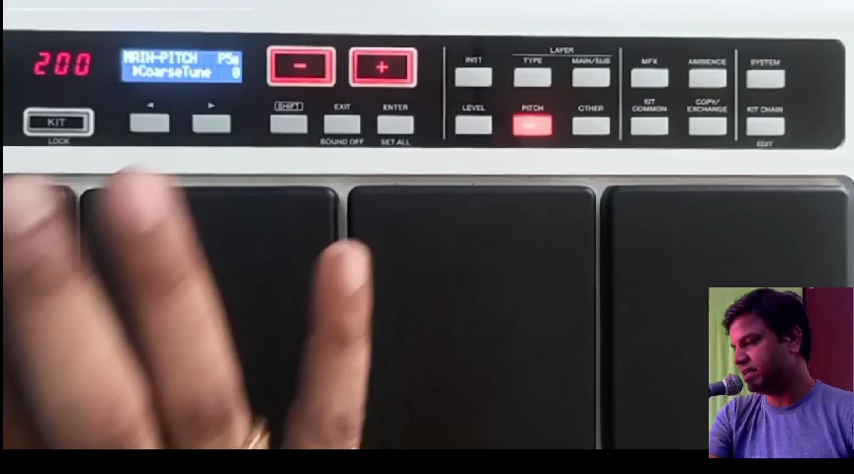 200
MAIN-PITCH P5m
CoarseTune 0
− +
KIT
LOCK
SHIFT EXIT ENTER
SOUND OFF SET ALL
LAYER
INST TYPE MAIN/SUB MFX AMBIENCE SYSTEM
LEVEL PITCH OTHER KIT COMMON COPY/EXCHANGE KIT CHAIN
EDIT